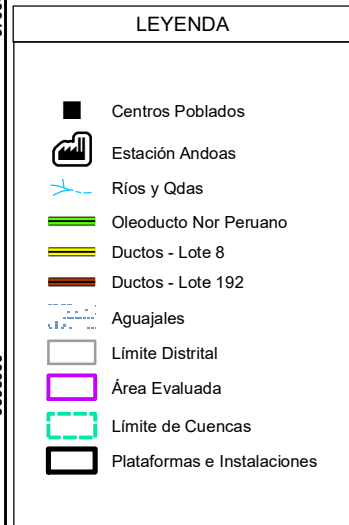 LEYENDA
Centros Poblados
Estación Andoas
Ríos y Qdas
Oleoducto Nor Peruano
Ductos - Lote 8
Ductos - Lote 192
Aguajales
Límite Distrital
Área Evaluada
Límite de Cuencas
Plataformas e Instalaciones